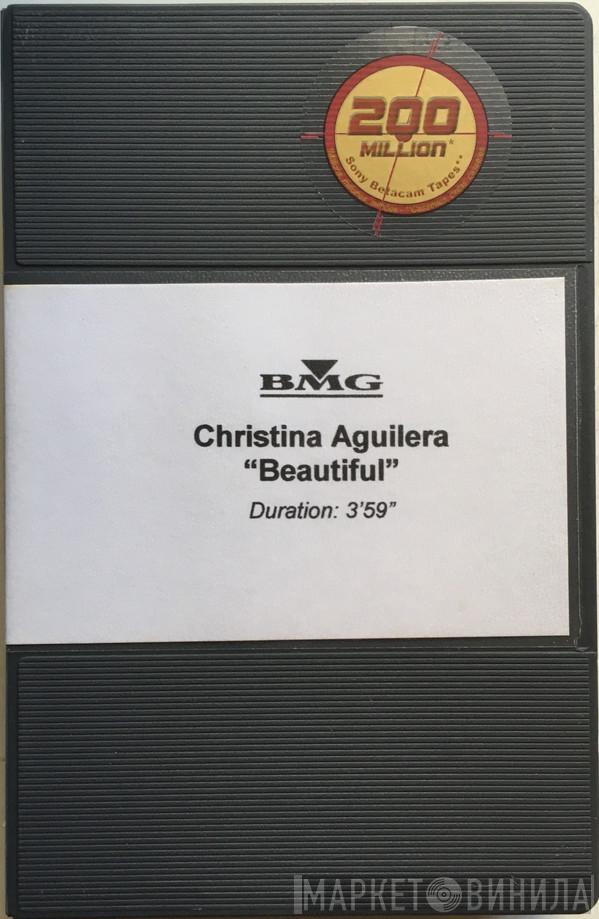 200
MILLION*
Sony Betacam Tapes**
BMG
Christina Aguilera
“Beautiful”
Duration: 3’59”
МАРКЕТ ВИНИЛА